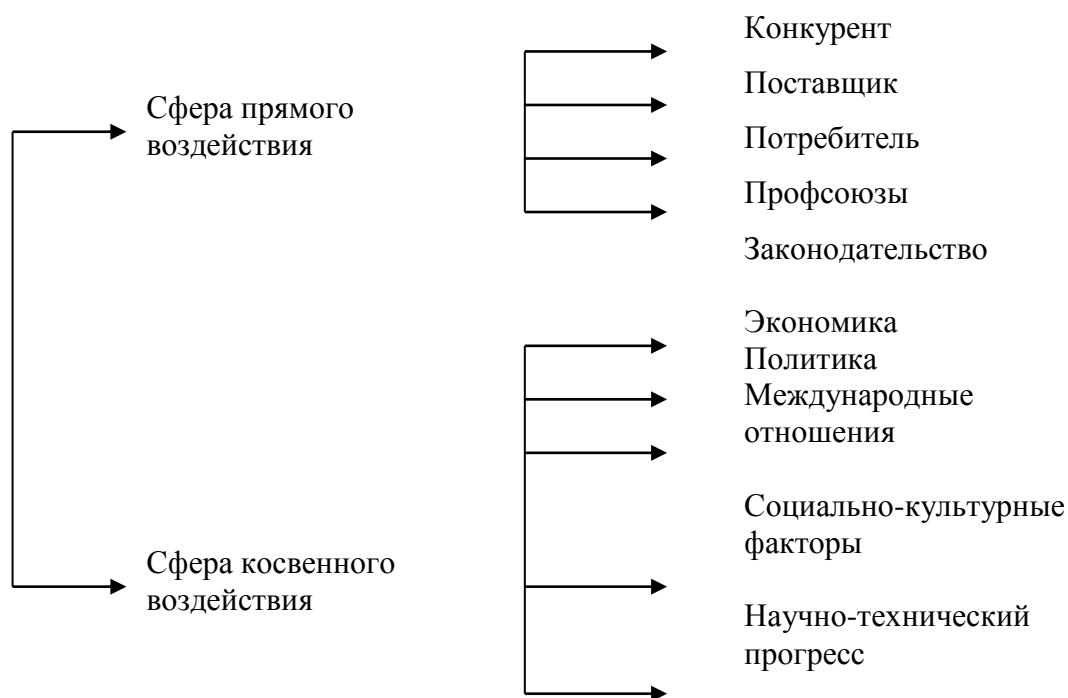 Конкурент
Поставщик
Сфера прямого
воздействия
Потребитель
Профсоюзы
Законодательство
Экономика
Политика
Международные
отношения
Социально-культурные
факторы
Сфера косвенного
воздействия
Научно-технический
прогресс